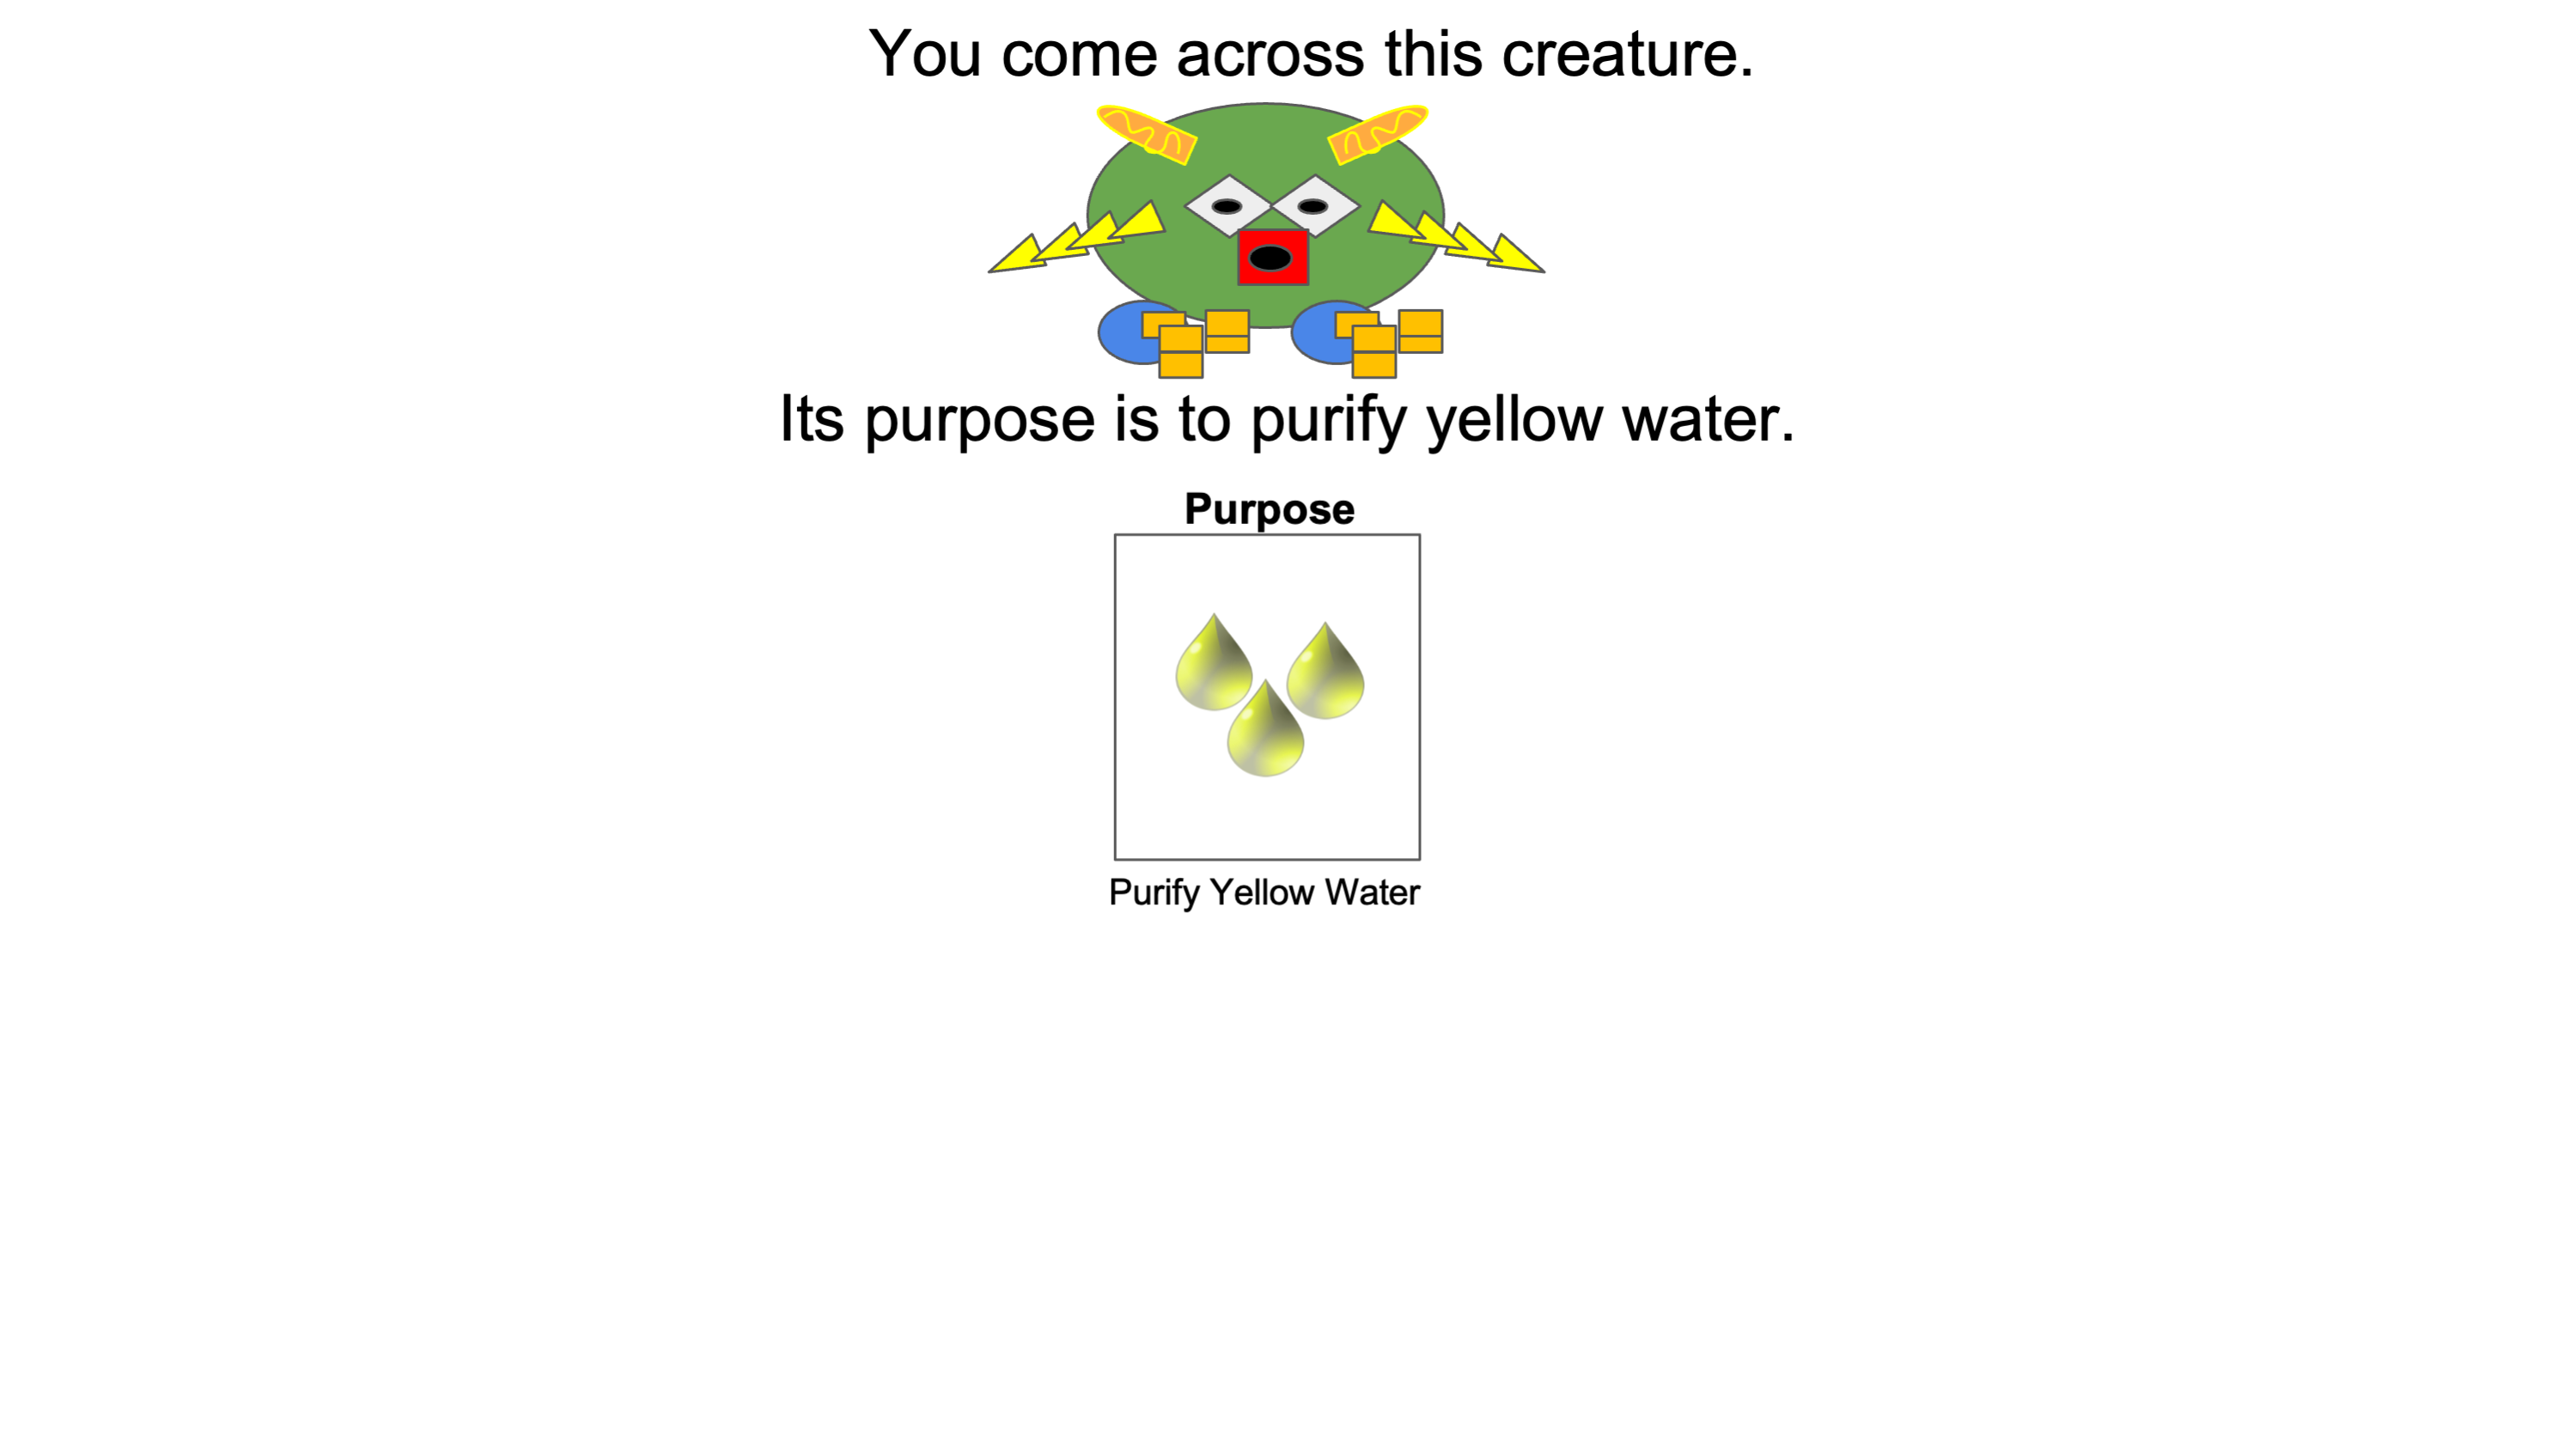 You come across this creature.
Its purpose is to purify yellow water.
Purpose
Purify Yellow Water